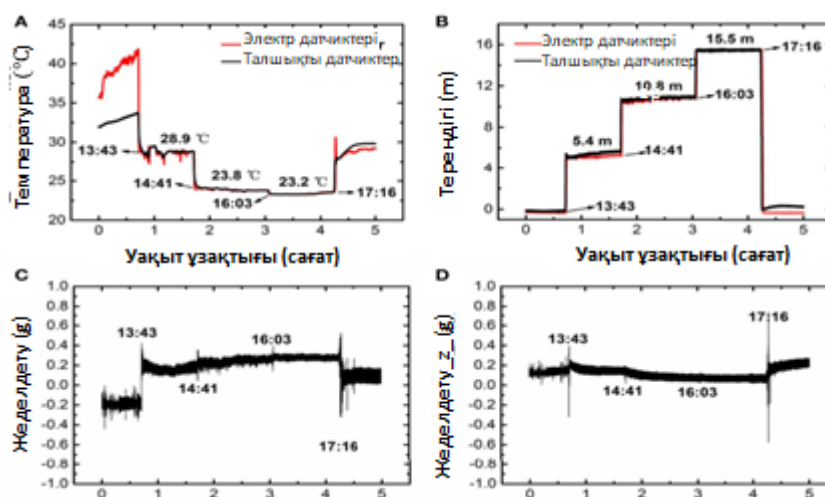 A
45
40
35
30
25
20
Температура (°C)
Электр датчиктері
Талшықты датчиктер
13:43
28.9 ℃
14:41
23.8 ℃
16:03
23.2 ℃
17:16
0 1 2 3 4 5
Уақыт ұзақтығы (сағат)
B
16
12
8
4
0
Тереңдігі (m)
15.5 m
Электр датчиктері
Талшықты датчиктер
17:16
10.8 m
16:03
5.4 m
14:41
13:43
0 1 2 3 4 5
Уақыт ұзақтығы (сағат)
C
1.0
0.8
0.6
0.4
0.2
0.0
-0.2
-0.4
-0.6
-0.8
-1.0
Жеделдету (g)
13:43
16:03
14:41
17:16
0 1 2 3 4 5
D
1.0
0.8
0.6
0.4
0.2
0.0
-0.2
-0.4
-0.6
-0.8
-1.0
Жеделдету_z_(g)
17:16
13:43
14:41
16:03
0 1 2 3 4 5